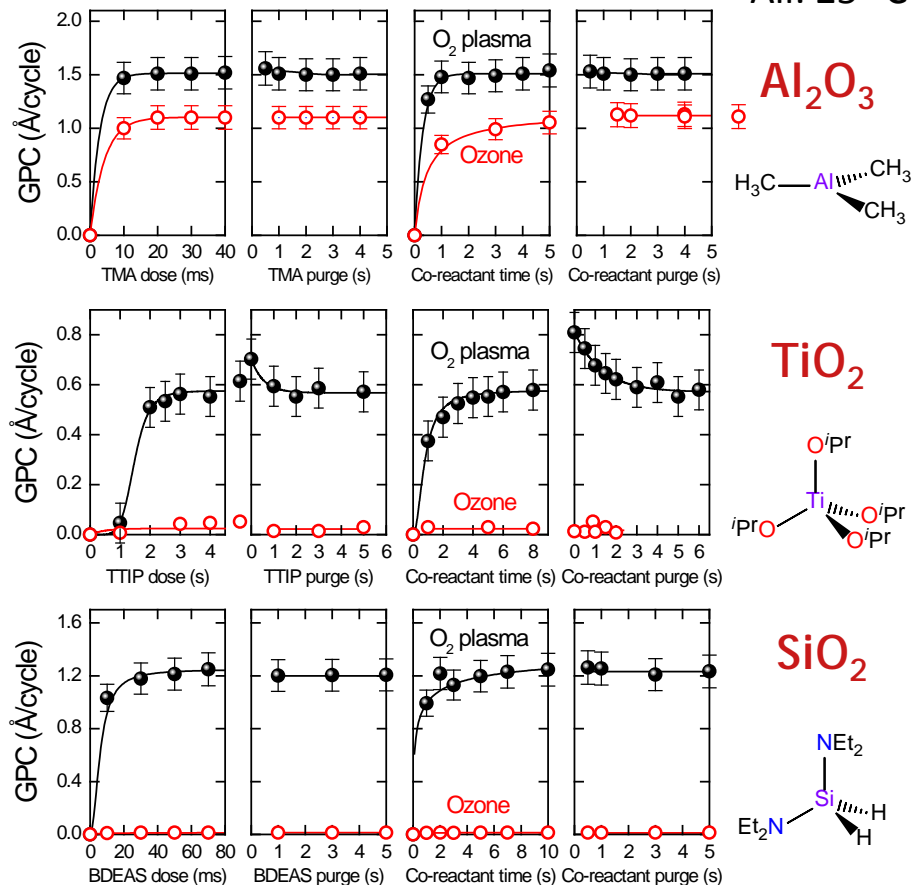 GPC (Å/cycle)
2.0
1.5
1.0
0.5
0.0
O2 plasma
Ozone
Al2O3
H3C Al CH3
CH3
0 10 20 30 40
0 1 2 3 4 5
0 1 2 3 4 5
0 1 2 3 4 5
TMA dose (ms)
TMA purge (s)
Co-reactant time (s)
Co-reactant purge (s)
GPC (Å/cycle)
0.8
0.6
0.4
0.2
0.0
O2 plasma
Ozone
TiO2
OiPr
Ti
iPrO
OiPr
OiPr
0 1 2 3 4
0 1 2 3 4 5
0 2 4 6 8
0 1 2 3 4 5 6
TTIP dose (s)
TTIP purge (s)
Co-reactant time (s)
Co-reactant purge (s)
GPC (Å/cycle)
1.6
1.2
0.8
0.4
0.0
O2 plasma
Ozone
SiO2
NEt2
Si
H
Et2N
H
0 20 40 60 80
0 1 2 3 4 5
0 2 4 6 8 10
0 1 2 3 4 5
BDEAS dose (ms)
BDEAS purge (s)
Co-reactant time (s)
Co-reactant purge (s)